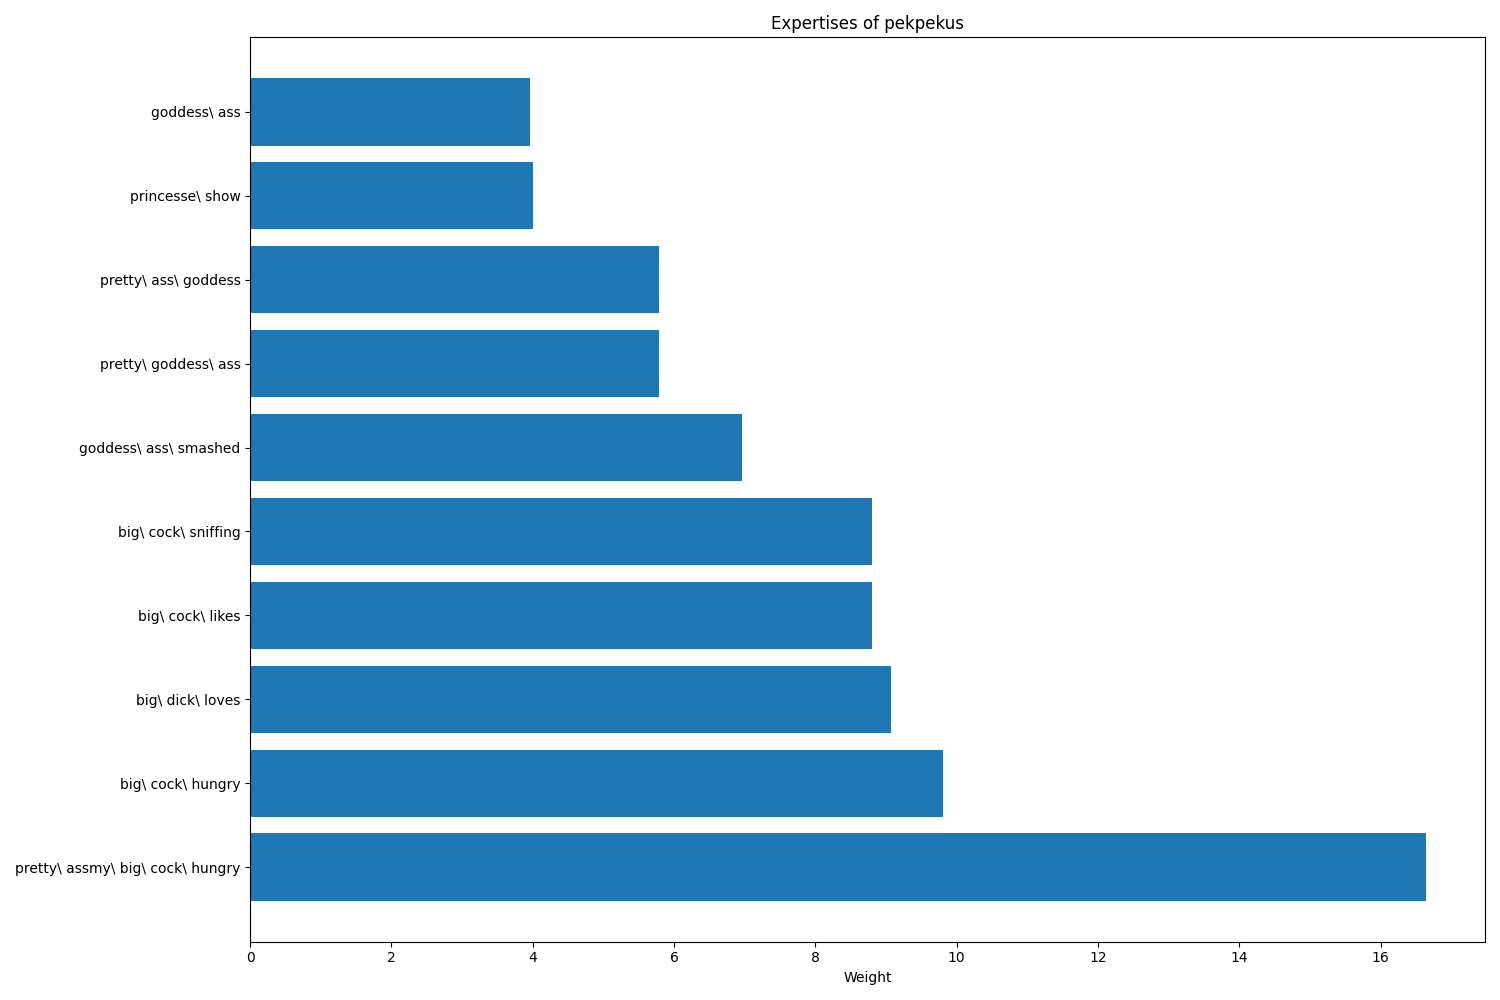 Expertises of pekpekus
goddess\ ass
princesse\ show
pretty\ ass\ goddess
pretty\ goddess\ ass
goddess\ ass\ smashed
big\ cock\ sniffing
big\ cock\ likes
big\ dick\ loves
big\ cock\ hungry
pretty\ assmy\ big\ cock\ hungry
0 2 4 6 8 10 12 14 16
Weight